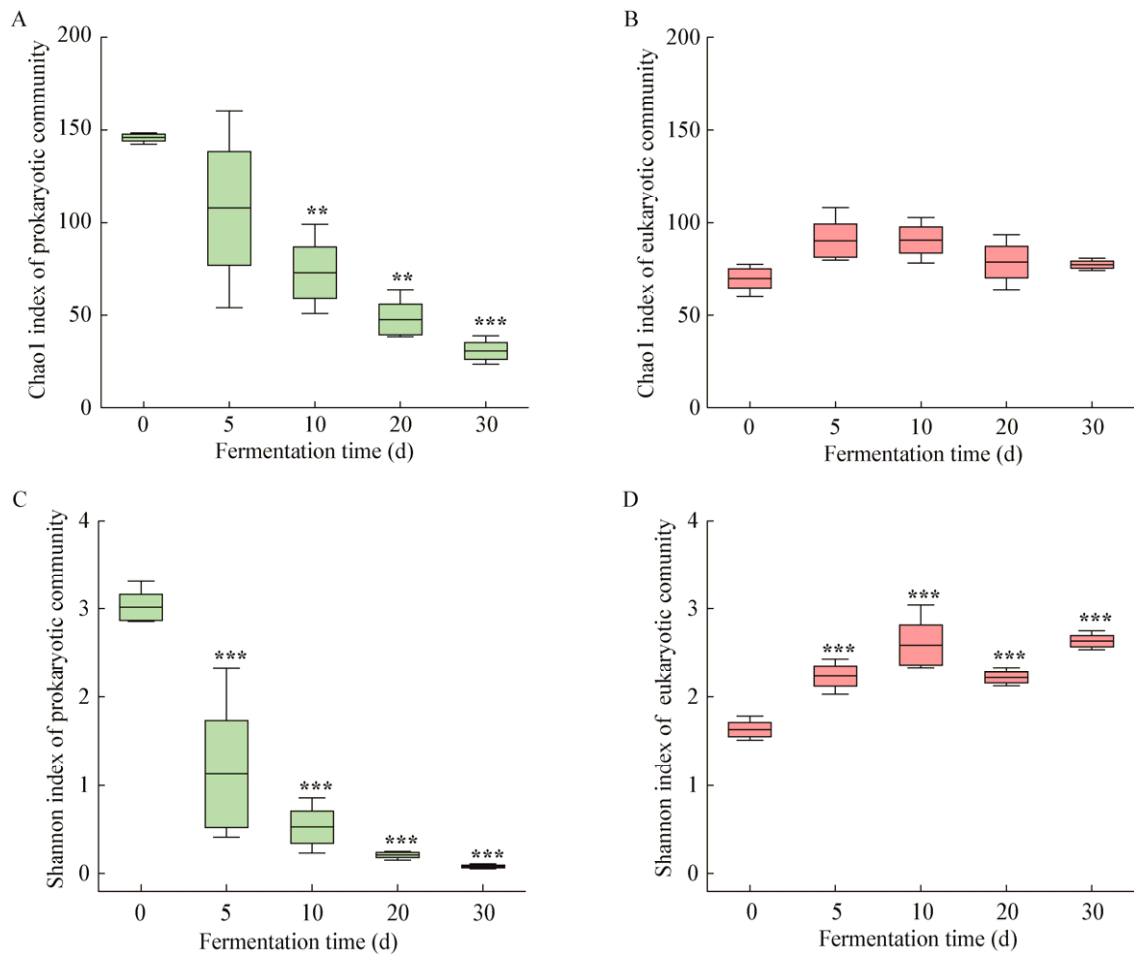 A
Chao1 index of prokaryotic community
200
150
100
50
0
**
**
***
0 5 10 20 30
Fermentation time (d)
B
Chao1 index of eukaryotic community
200
150
100
50
0
0 5 10 20 30
Fermentation time (d)
C
Shannon index of prokaryotic community
4
3
2
1
0
***
***
***
***
0 5 10 20 30
Fermentation time (d)
D
Shannon index of eukaryotic comunity
4
3
2
1
0
***
***
***
***
0 5 10 20 30
Fermentation time (d)